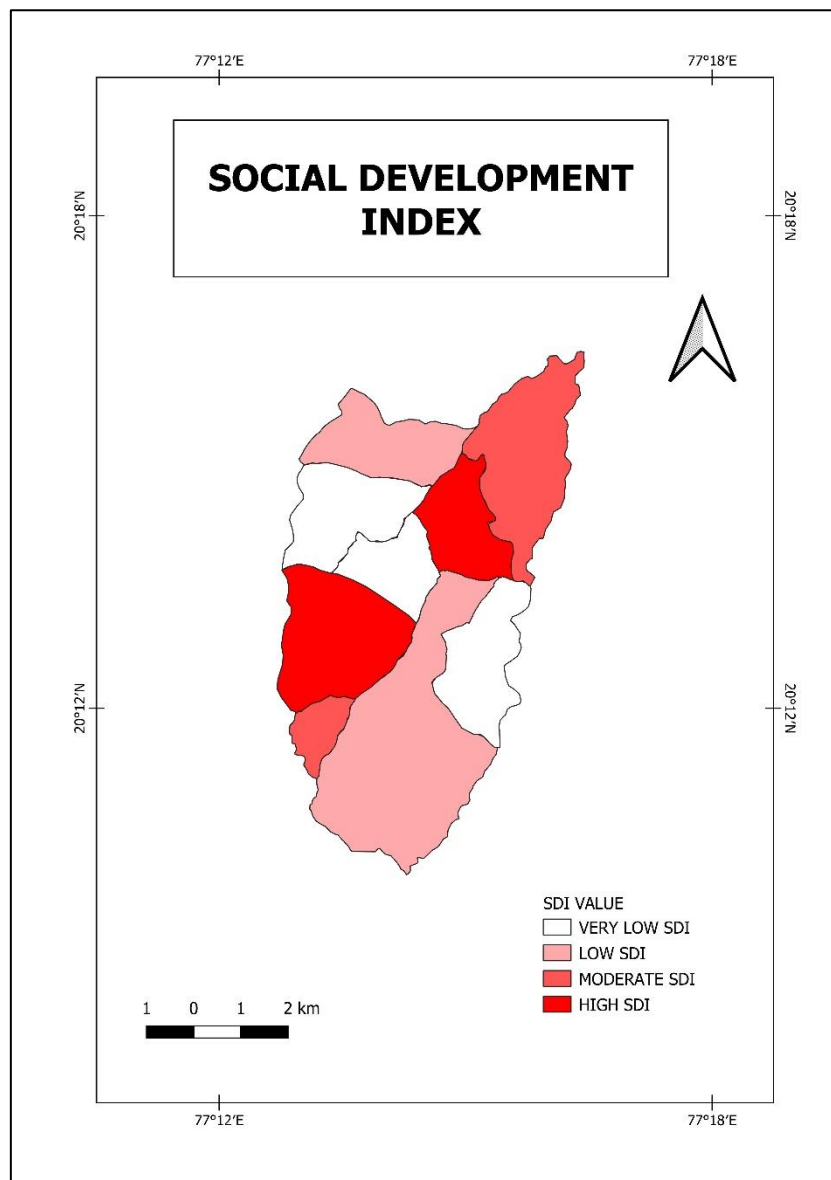 77°12'E 77°18'E
SOCIAL DEVELOPMENT
INDEX
20°18'N 20°18'N
20°12'N 20°12'N
SDI VALUE
VERY LOW SDI
LOW SDI
MODERATE SDI
HIGH SDI
1 0 1 2 km
77°12'E 77°18'E